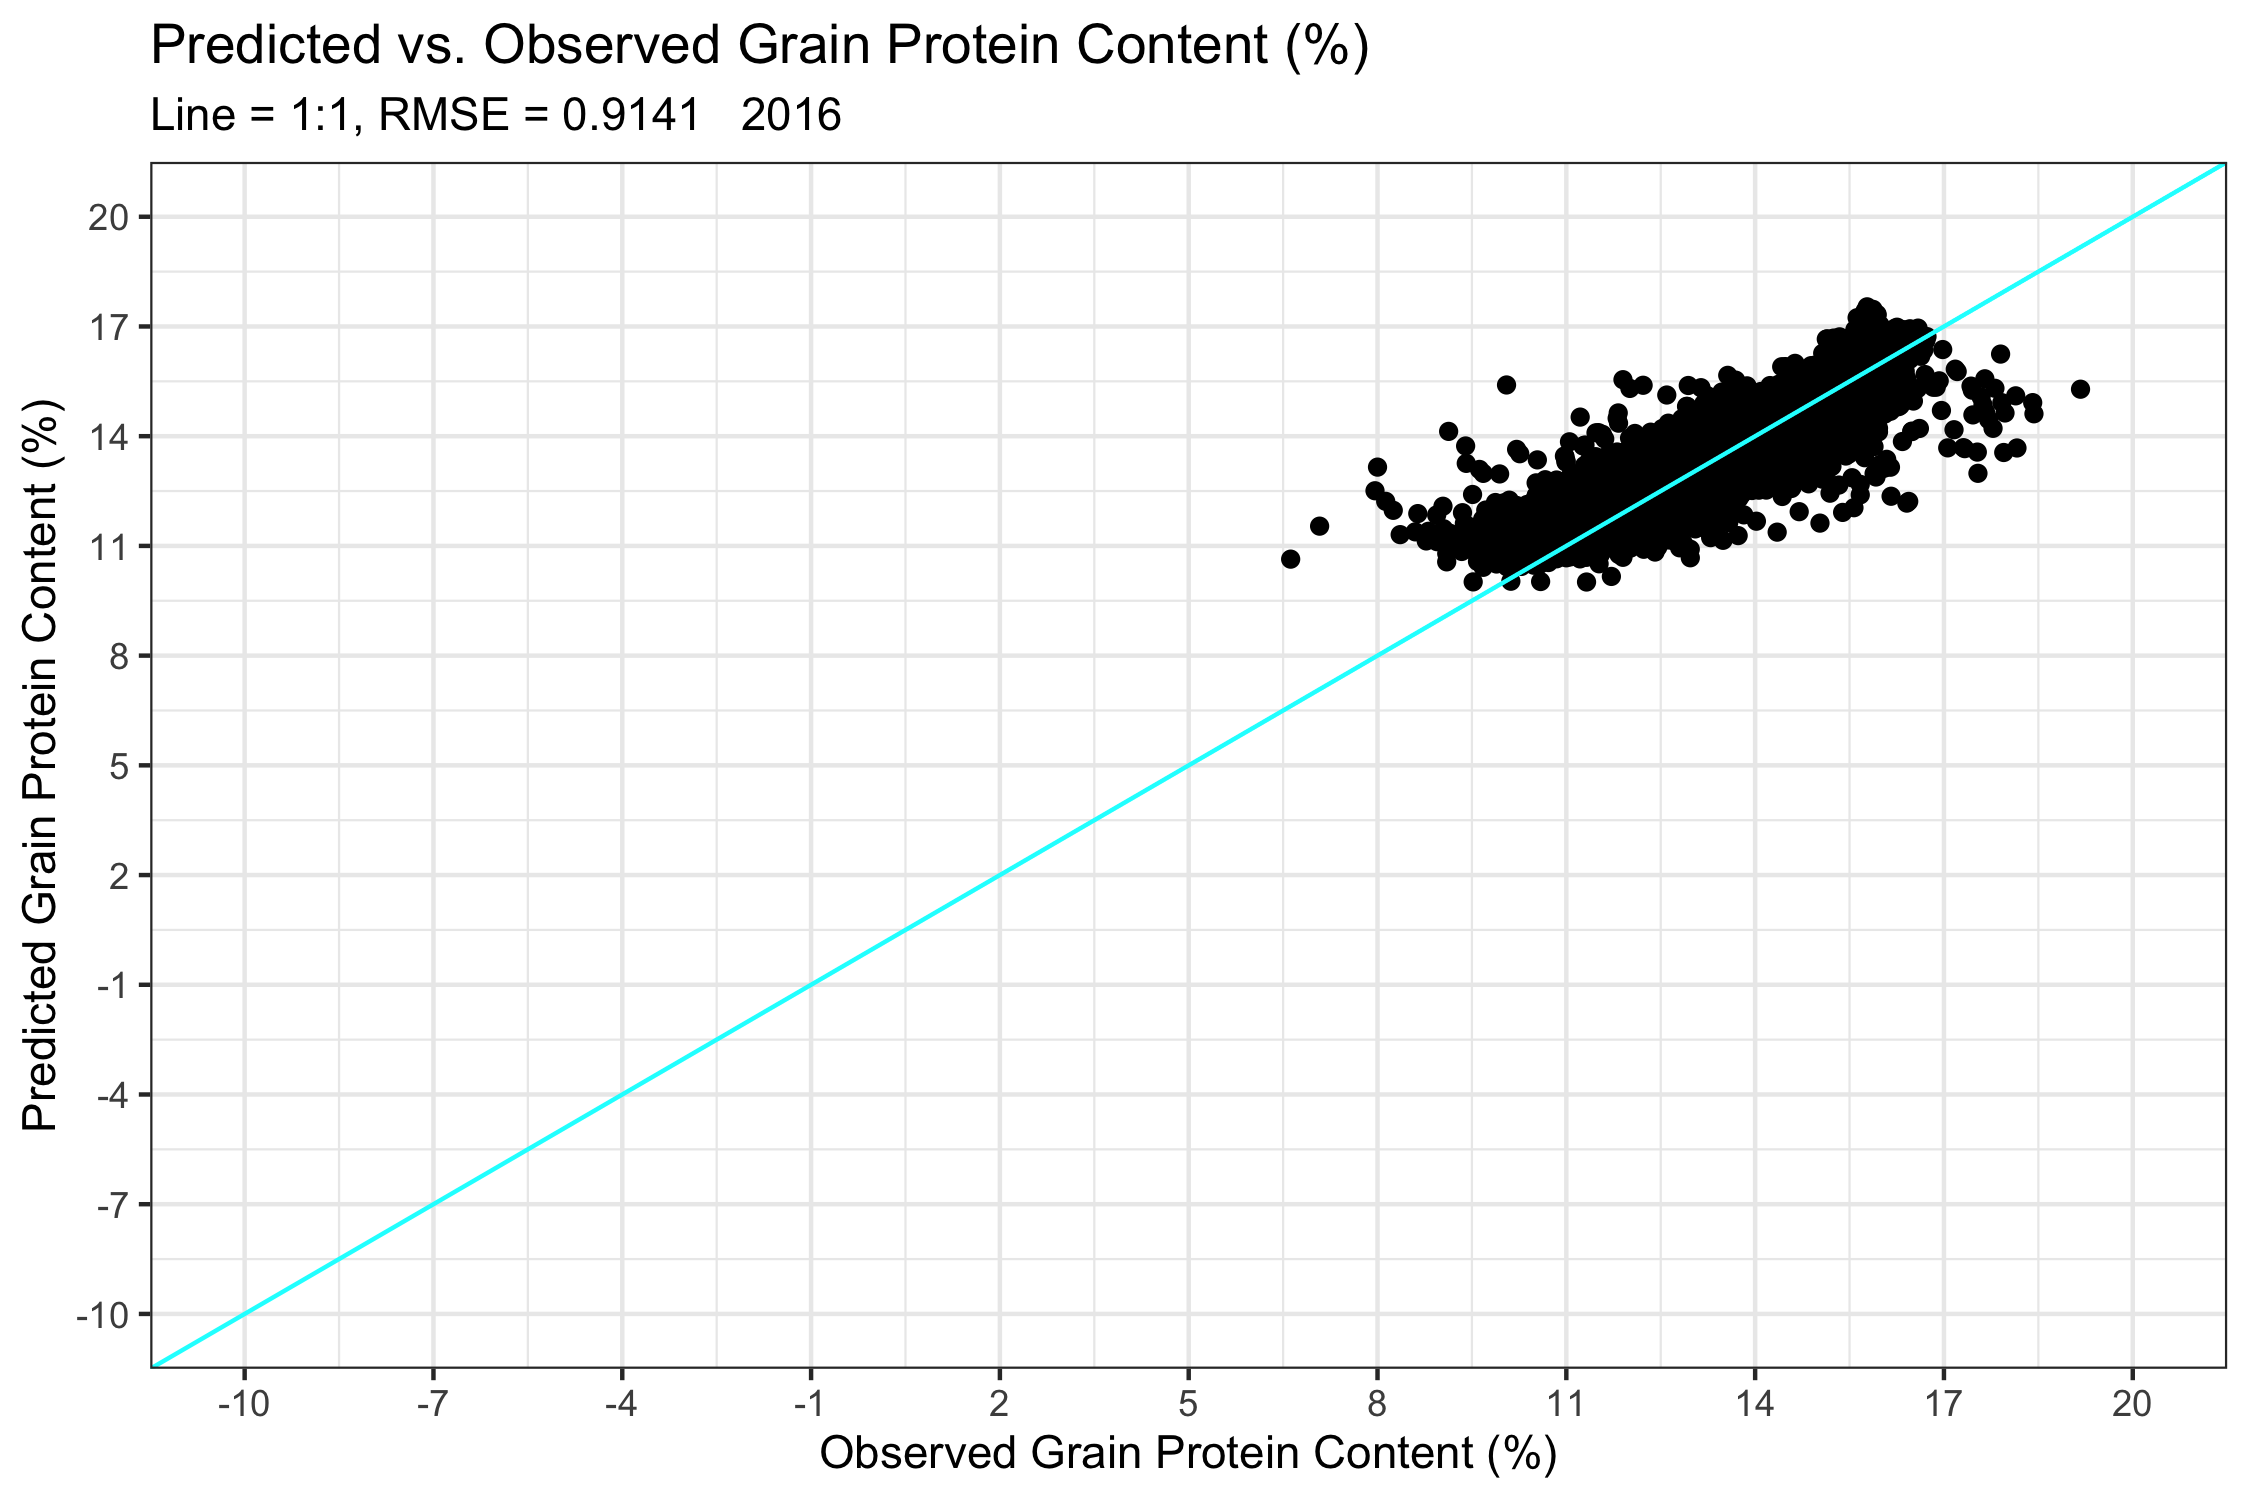 Predicted vs. Observed Grain Protein Content (%)
Line = 1:1, RMSE = 0.9141   2016
Predicted Grain Protein Content (%)
20
17
14
11
8
5
2
-1
-4
-7
-10
-10 -7 -4 -1 2 5 8 11 14 17 20
Observed Grain Protein Content (%)